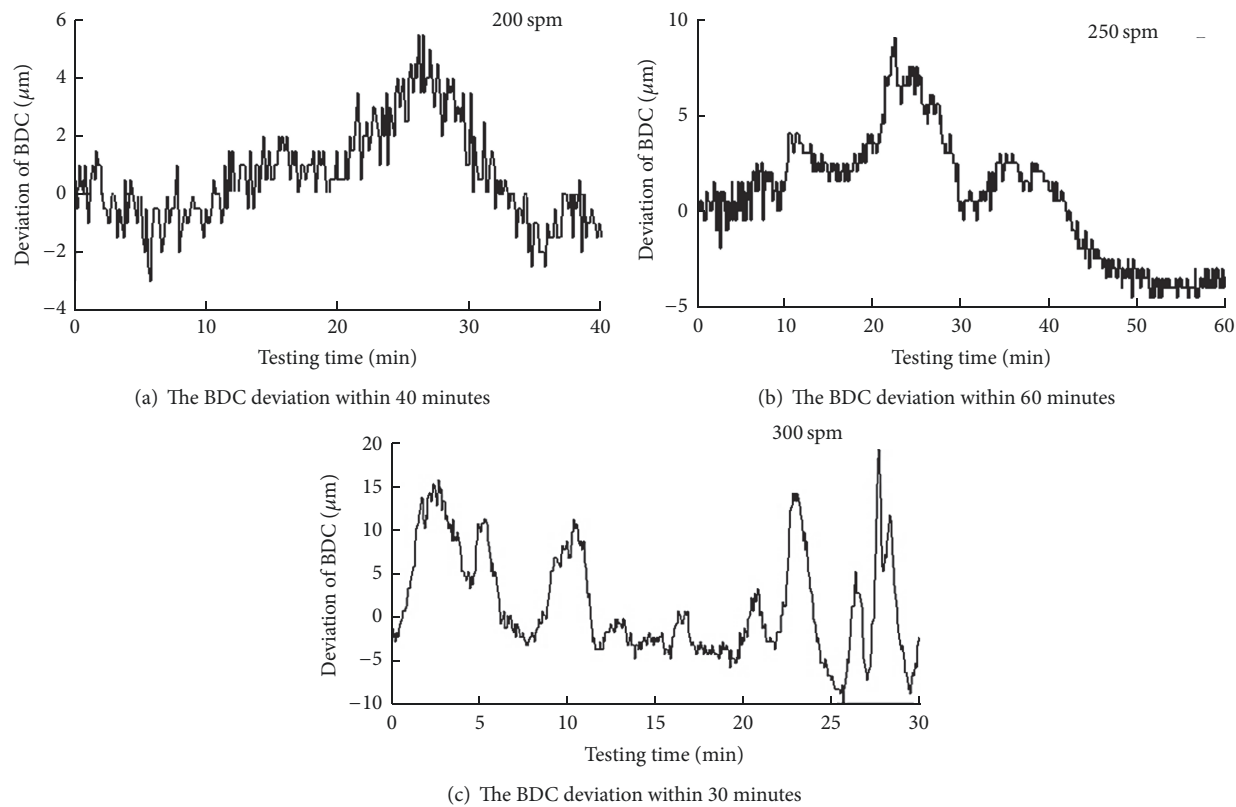 200 spm
6
4
2
0
−2
−4
Deviation of BDC (μm)
0 10 20 30 40
Testing time (min)
(a) The BDC deviation within 40 minutes
250 spm
10
5
0
−5
Deviation of BDC (μm)
0 10 20 30 40 50 60
Testing time (min)
(b) The BDC deviation within 60 minutes
300 spm
20
15
10
5
0
−5
−10
Deviation of BDC (μm)
0 5 10 15 20 25 30
Testing time (min)
(c) The BDC deviation within 30 minutes